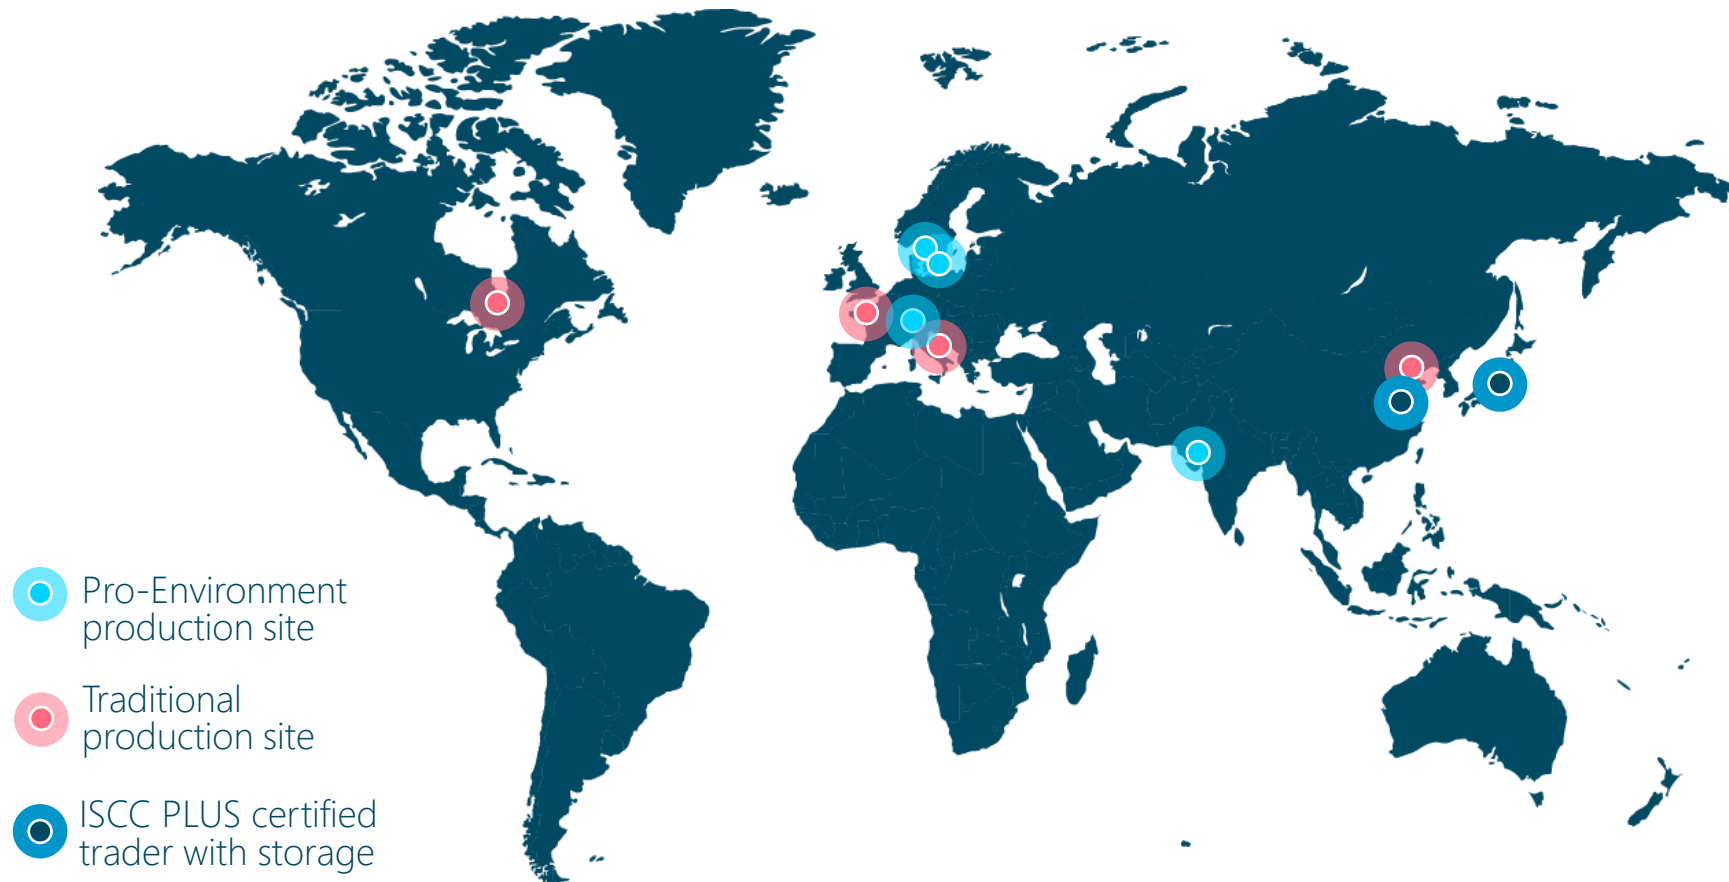 Pro-Environment
production site
Traditional
production site
ISCC PLUS certified
trader with storage